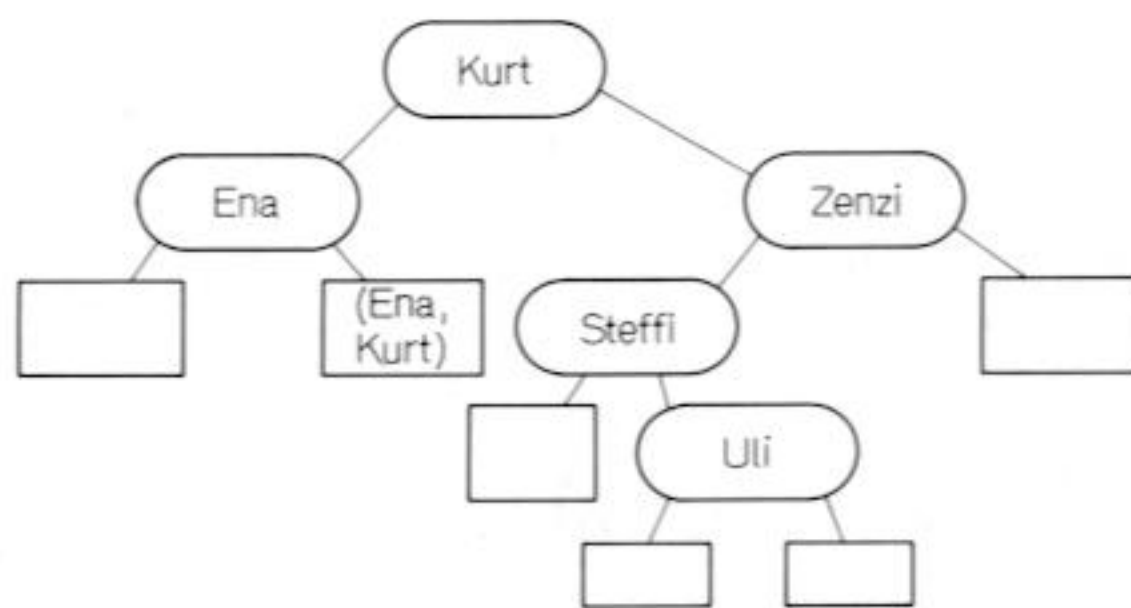 Kurt
Ena
Zenzi
(Ena,
Kurt)
Steffi
Uli